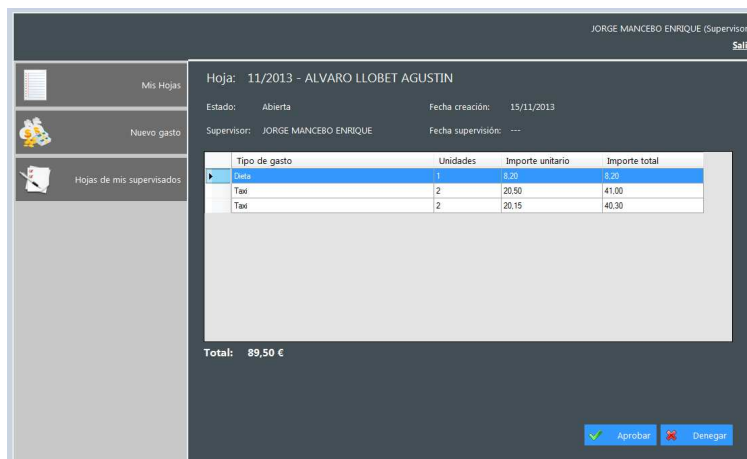 JORGE MANCEBO ENRIQUE (Supervisor
Sali
Mis Hojas
Nuevo gasto
Hojas de mis supervisados
Hoja: 11/2013 - ALVARO LLOBET AGUSTIN
Estado: Abierta Fecha creación: 15/11/2013
Supervisor: JORGE MANCEBO ENRIQUE Fecha supervisión: ---
Tipo de gasto Unidades Importe unitario Importe total
Dieta 1 8,20 8,20
Taxi 2 20,50 41,00
Taxi 2 20,15 40,30
Total: 89,50 €
Aprobar Denegar